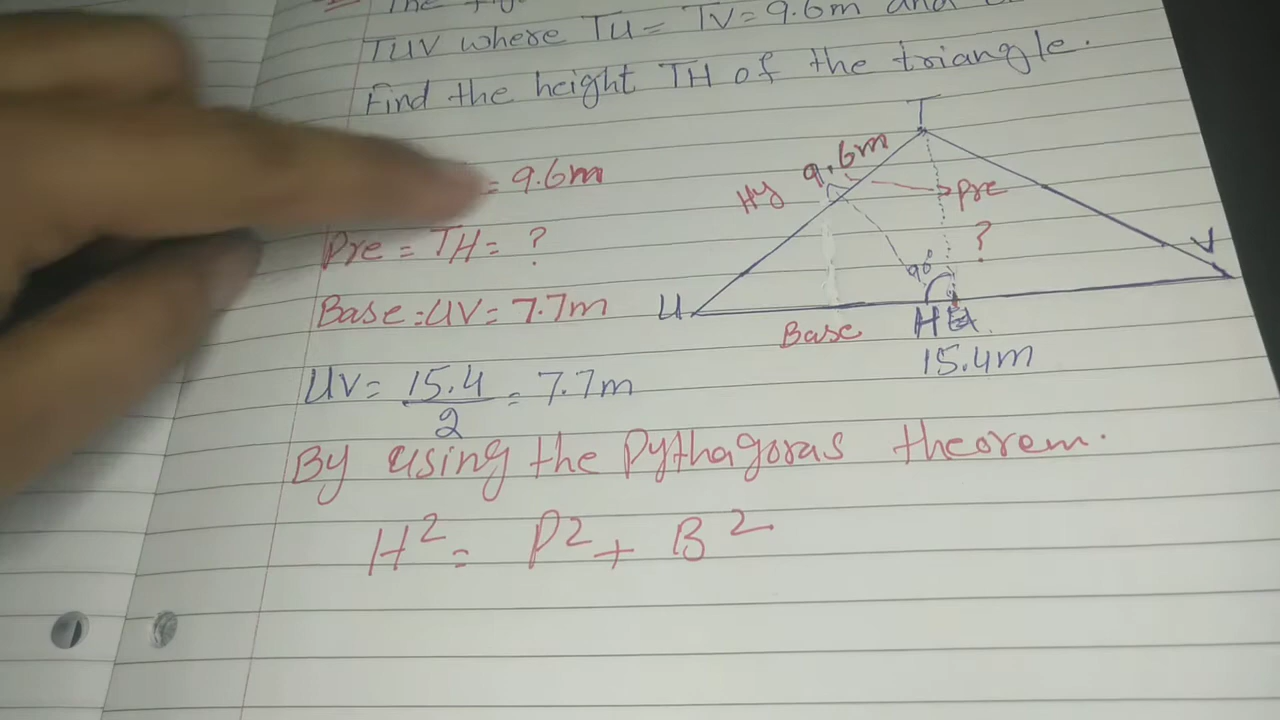 The
TUV where TU = TV = 9.6m and
Find the height TH of the triangle.
= 9.6m
Pre = TH = ?
Base = UV = 7.7m
UV = 15.4/2 = 7.7m
By using the Pythagoras theorem.
H² = P² + B²
T
Hy 9.6m
Pre
?
90°
V
U
Base
H
15.4m